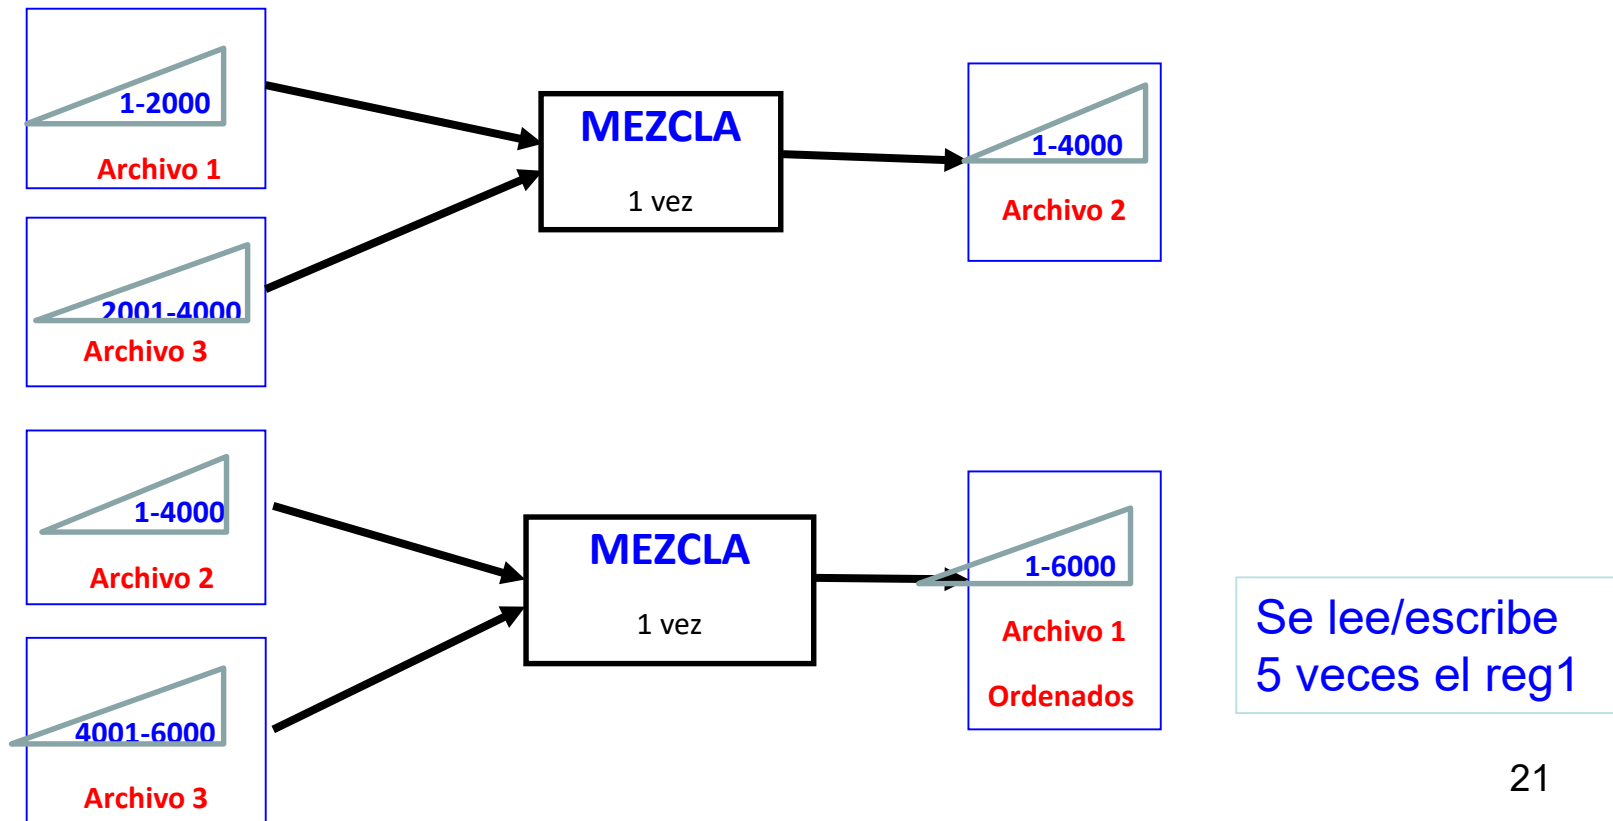 1-2000
Archivo 1
2001-4000
Archivo 3
MEZCLA
1 vez
1-4000
Archivo 2
1-4000
Archivo 2
4001-6000
Archivo 3
MEZCLA
1 vez
1-6000
Archivo 1
Ordenados
Se lee/escribe
5 veces el reg1
21